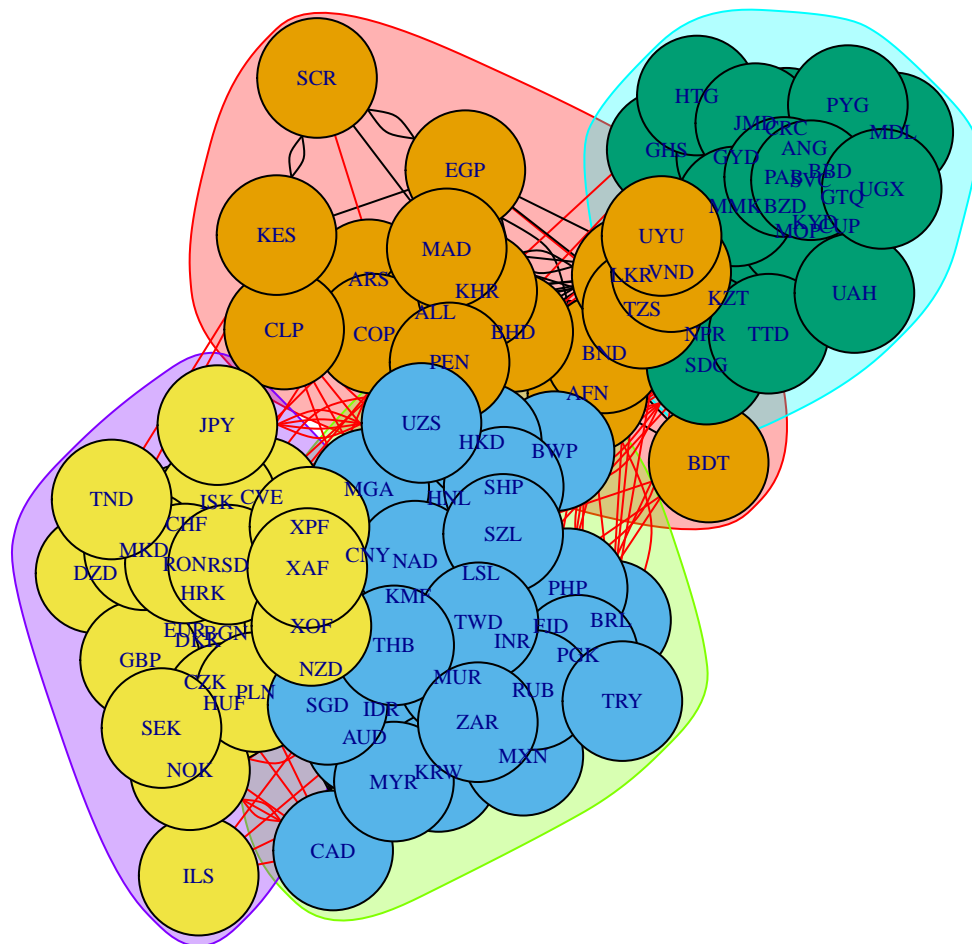 SCR
HTG
PYG
JMD
CRC
MDL
GHS
GYD
ANG
EGP
BBD
UGX
MMK
BZD
GTQ
KYD
CUP
MOP
KES
MAD
UYU
LKR
VND
ARS
KHR
UAH
KZT
ALL
TZS
CLP
COP
BHD
NPR
TTD
BND
PEN
SDG
AFN
JPY
UZS
HKD
BWP
BDT
MGA
SHP
TND
ISK
CVE
HNL
CHF
XPF
SZL
MKD
CNY
NAD
DZD
RON
RSD
XAF
LSL
HRK
KMF
PHP
BRL
XOF
TWD
BGN
DKK
INR
THB
GBP
NZD
PGK
CZK
PLN
MUR
HUF
SGD
IDR
RUB
TRY
SEK
ZAR
AUD
NOK
MYR
KRW
MXN
CAD
ILS